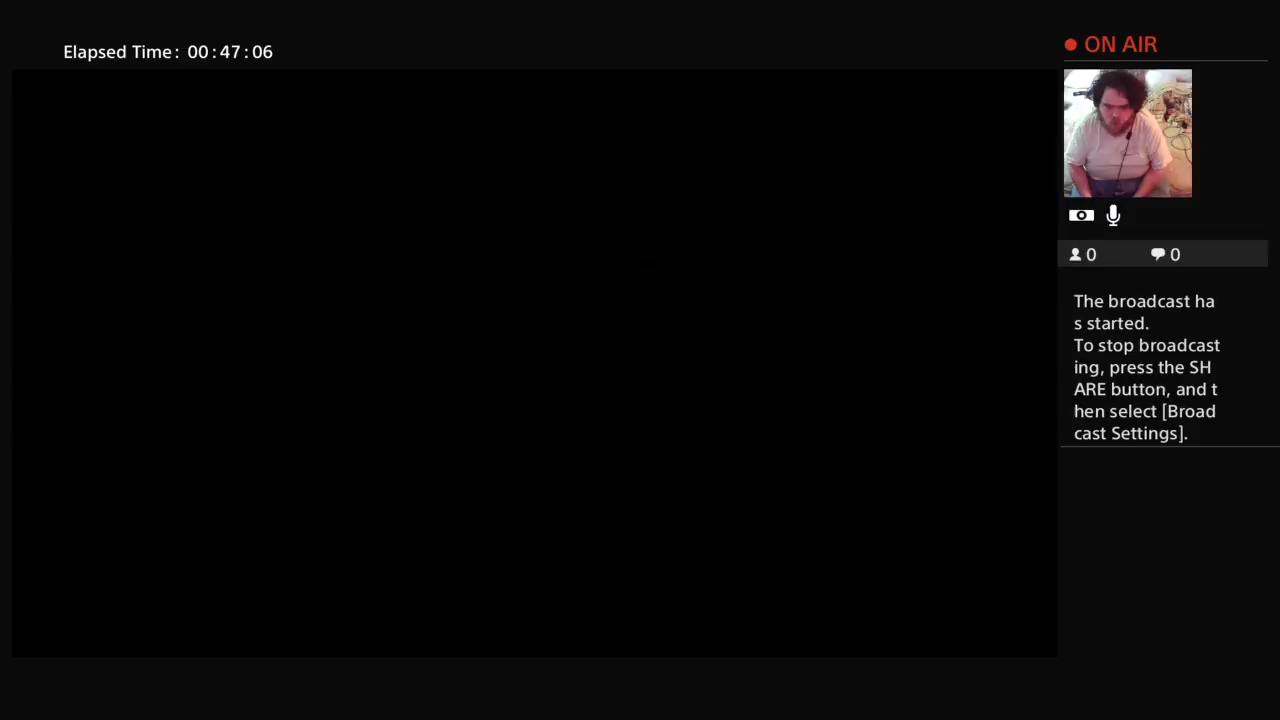 Elapsed Time: 00:47:06
ON AIR
0 0
The broadcast ha
s started.
To stop broadcast
ing, press the SH
ARE button, and t
hen select [Broad
cast Settings].